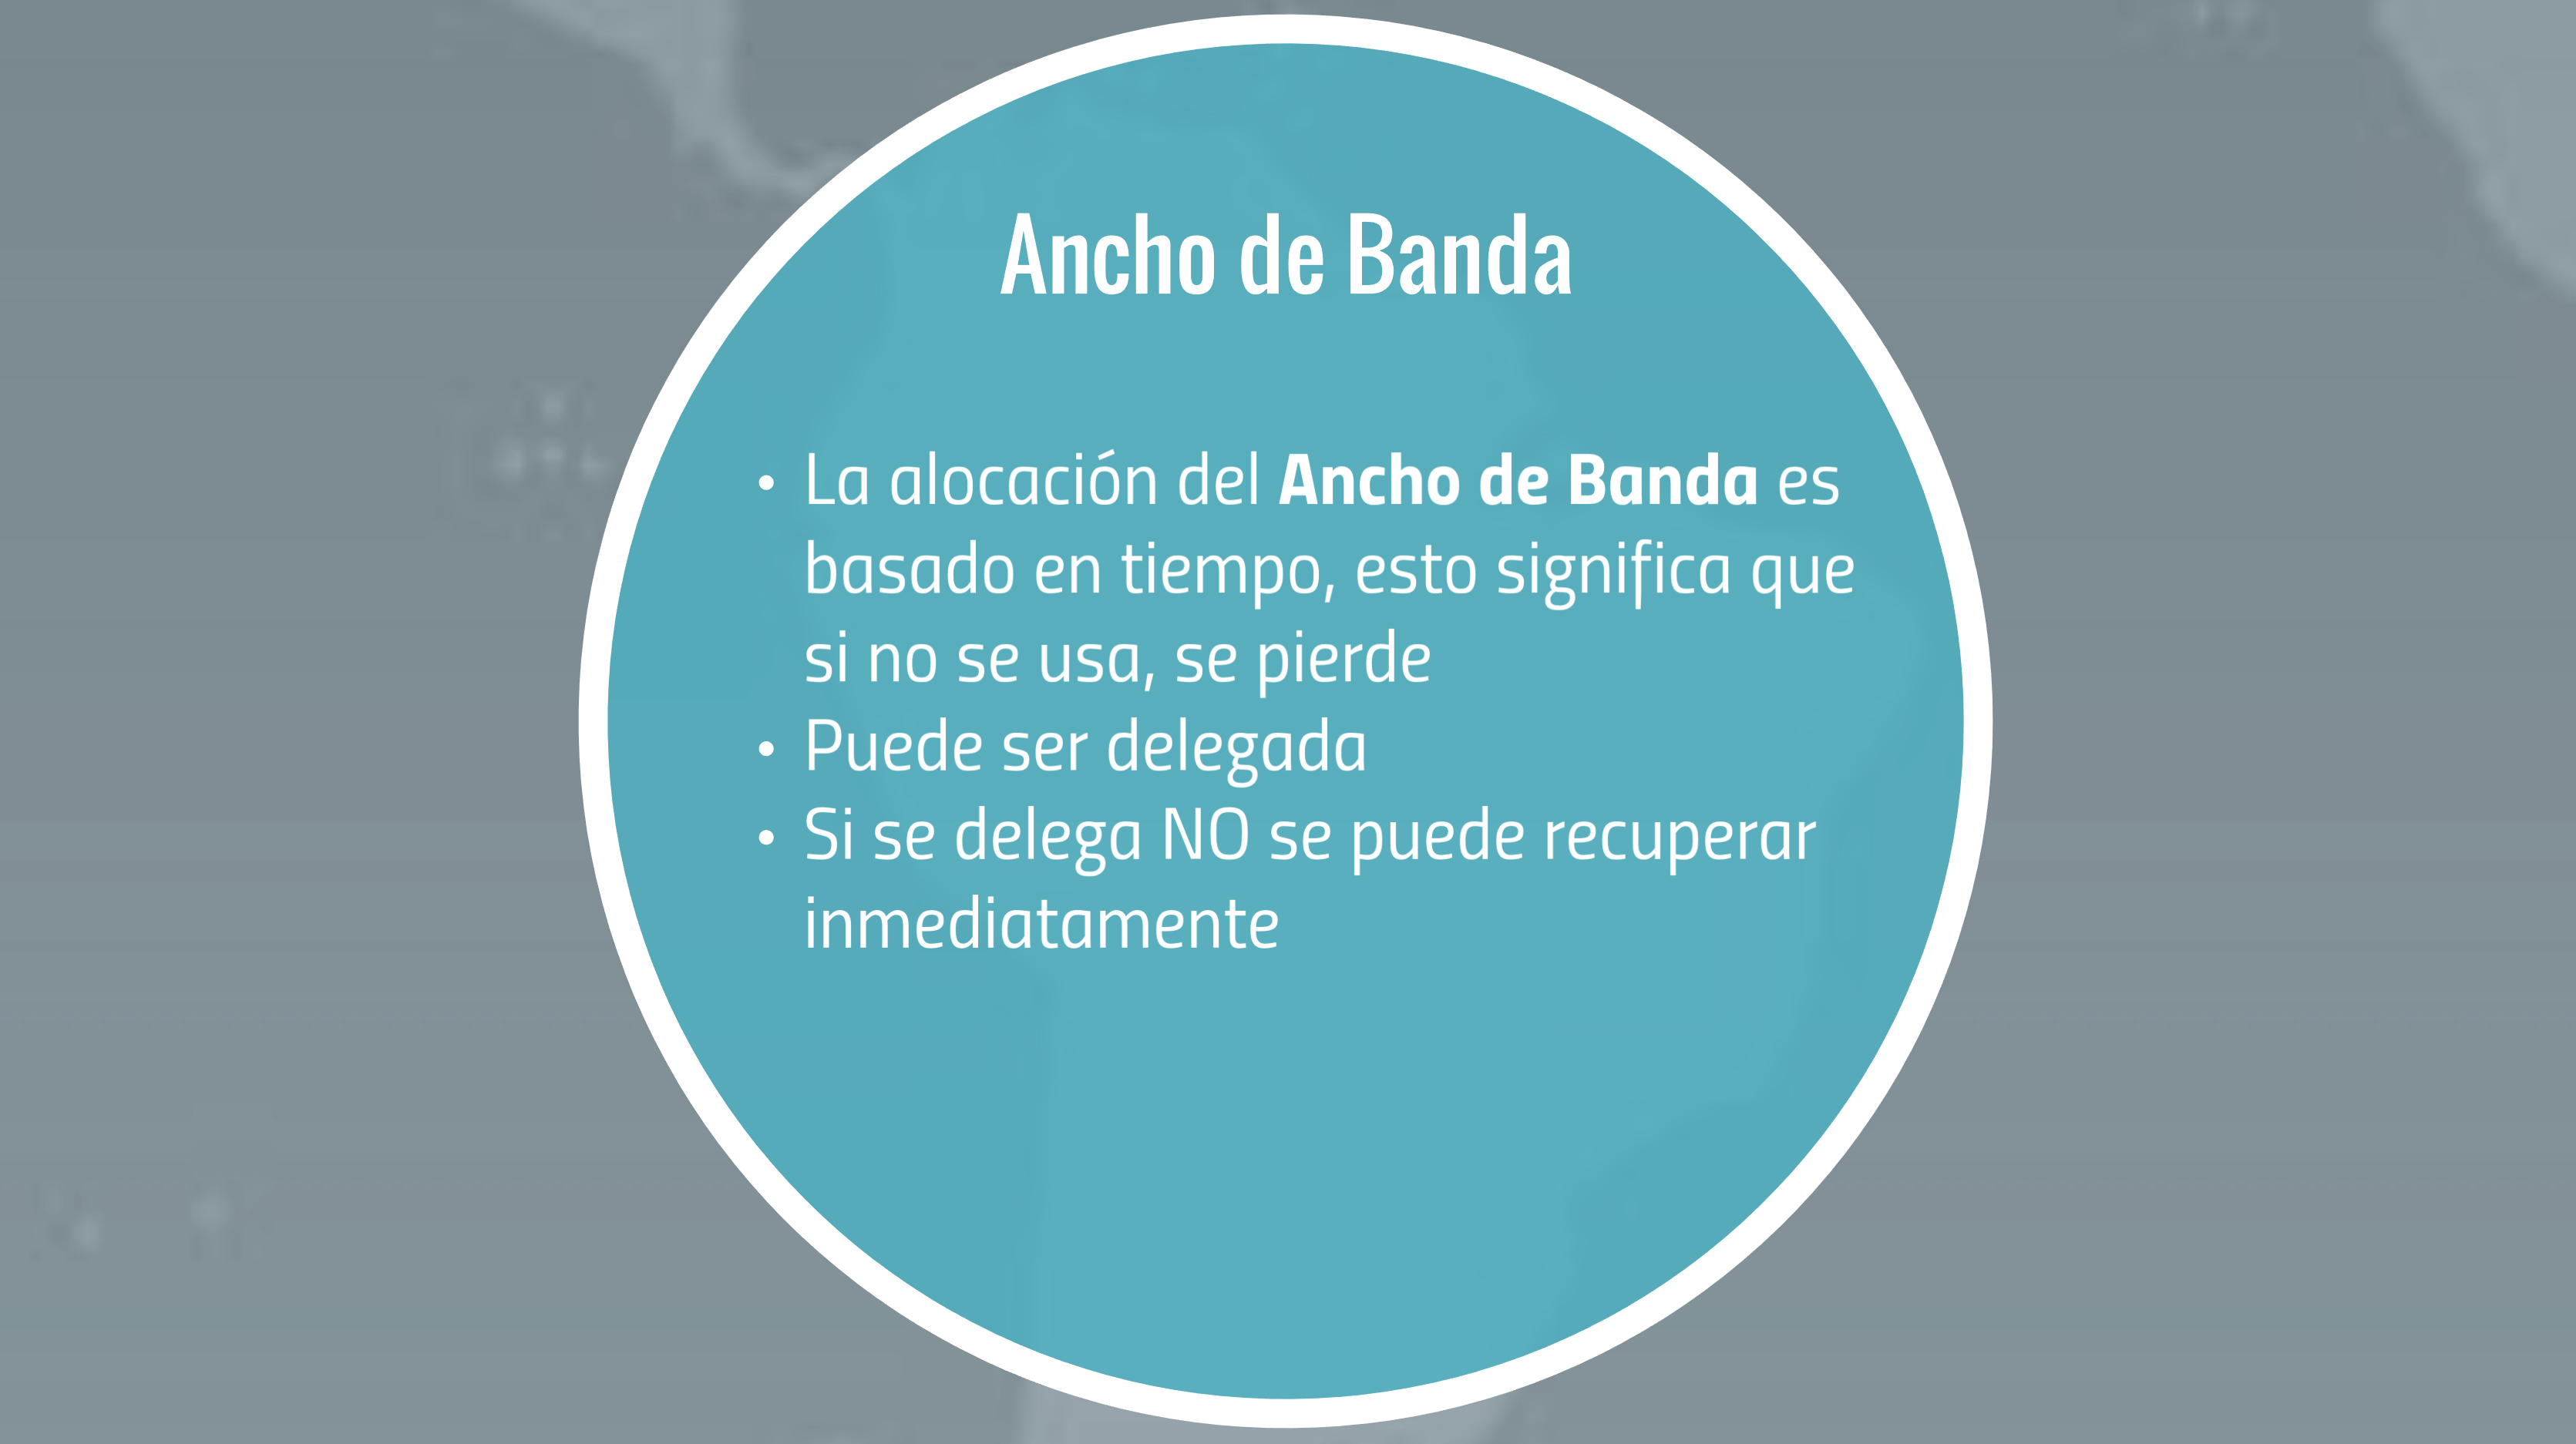 Ancho de Banda
• La alocación del Ancho de Banda es
basado en tiempo, esto significa que
si no se usa, se pierde
• Puede ser delegada
• Si se delega NO se puede recuperar
inmediatamente